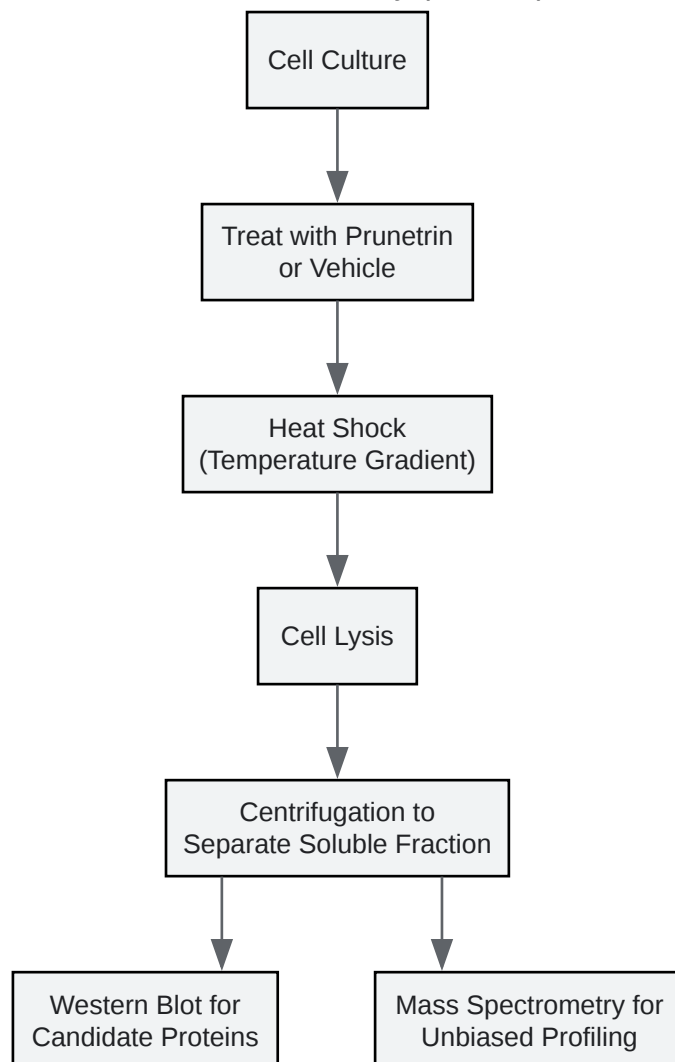 Cell Culture
Treat with Prunetrin
or Vehicle
Heat Shock
(Temperature Gradient)
Cell Lysis
Centrifugation to
Separate Soluble Fraction
Western Blot for
Candidate Proteins
Mass Spectrometry for
Unbiased Profiling